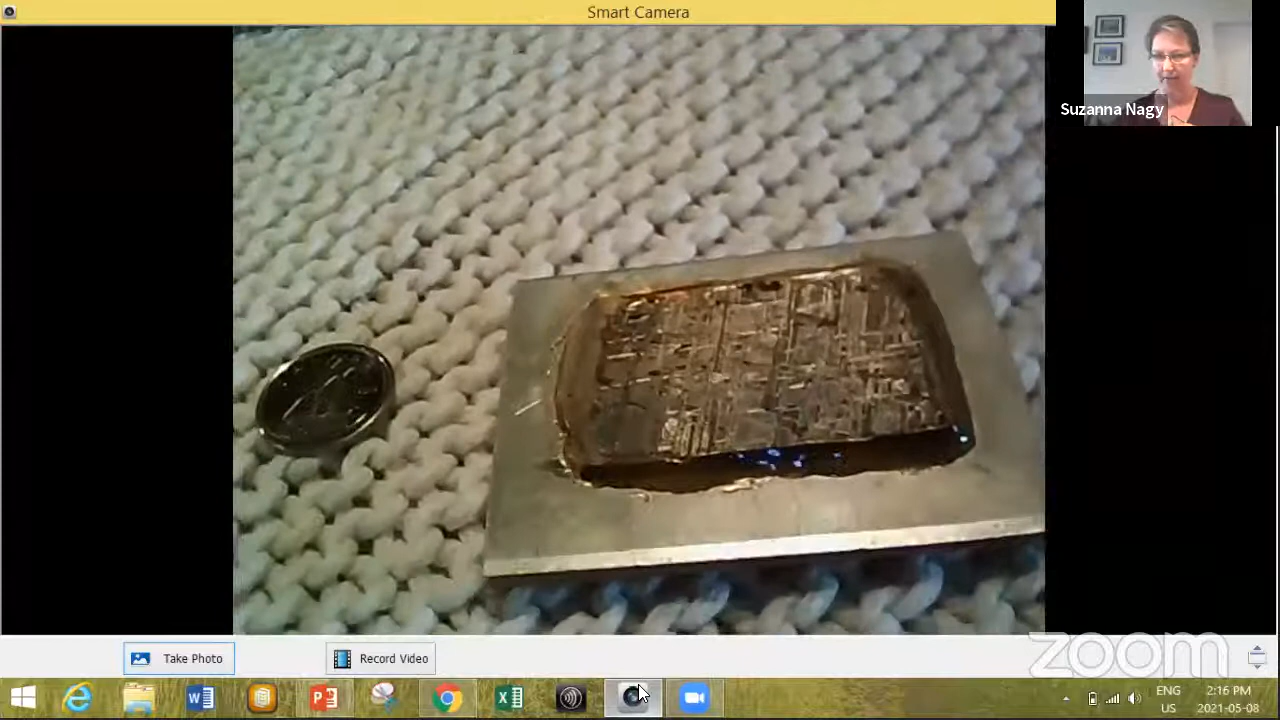 Smart Camera
Suzanna Nagy
Take Photo
Record Video
zoom
ENG
US
2:16 PM
2021-05-08